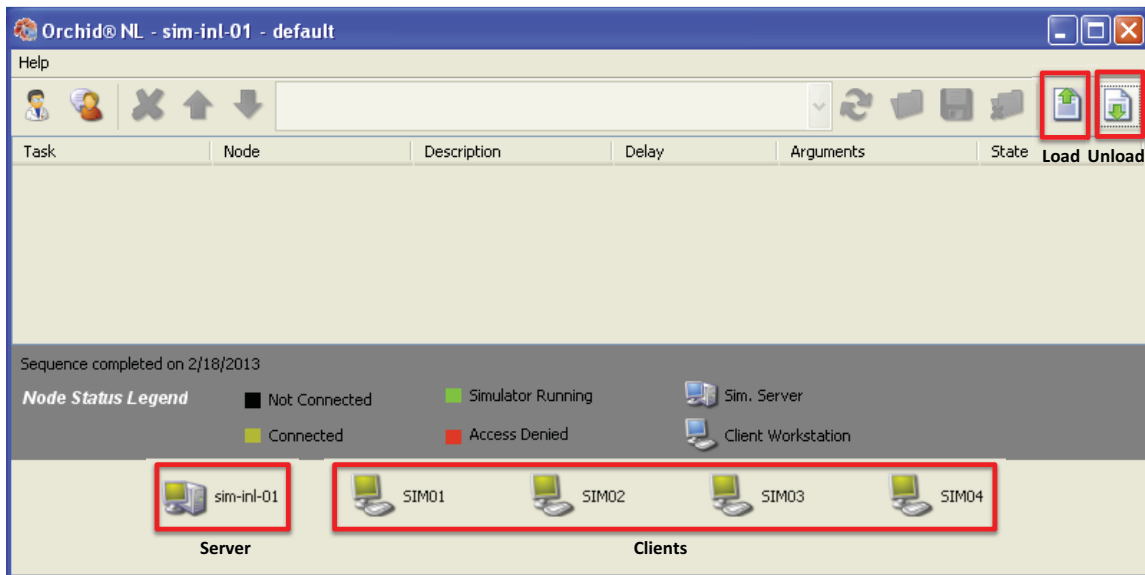 Orchid® NL - sim-inl-01 - default
Help
Load Unload
Task Node Description Delay Arguments State
Sequence completed on 2/18/2013
Node Status Legend Not Connected Simulator Running Sim. Server
Connected Access Denied Client Workstation
sim-inl-01 SIM01 SIM02 SIM03 SIM04
Server Clients